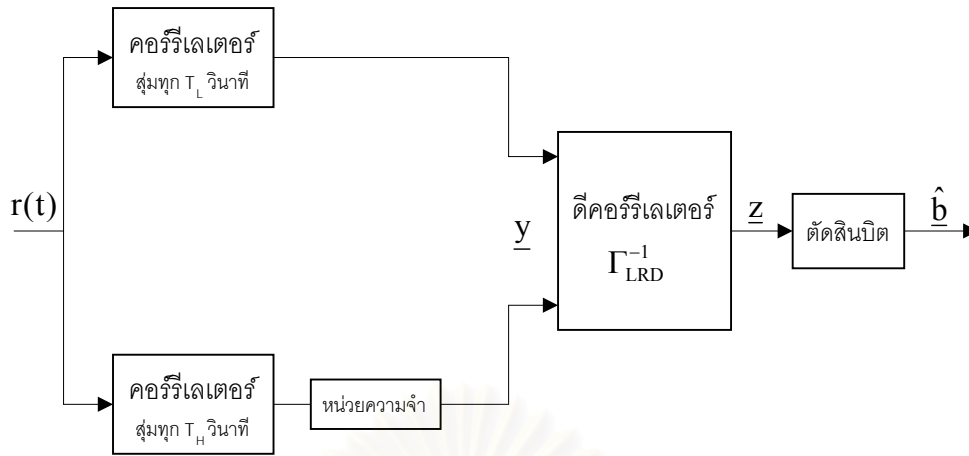 คอร์รีเลเตอร์
สุ่มทุก T_L วินาที
r(t)
y
ดีคอร์รีเลเตอร์
Γ_LRD^−1
z
ตัดสินบิต
b̂
คอร์รีเลเตอร์
สุ่มทุก T_H วินาที
หน่วยความจำ